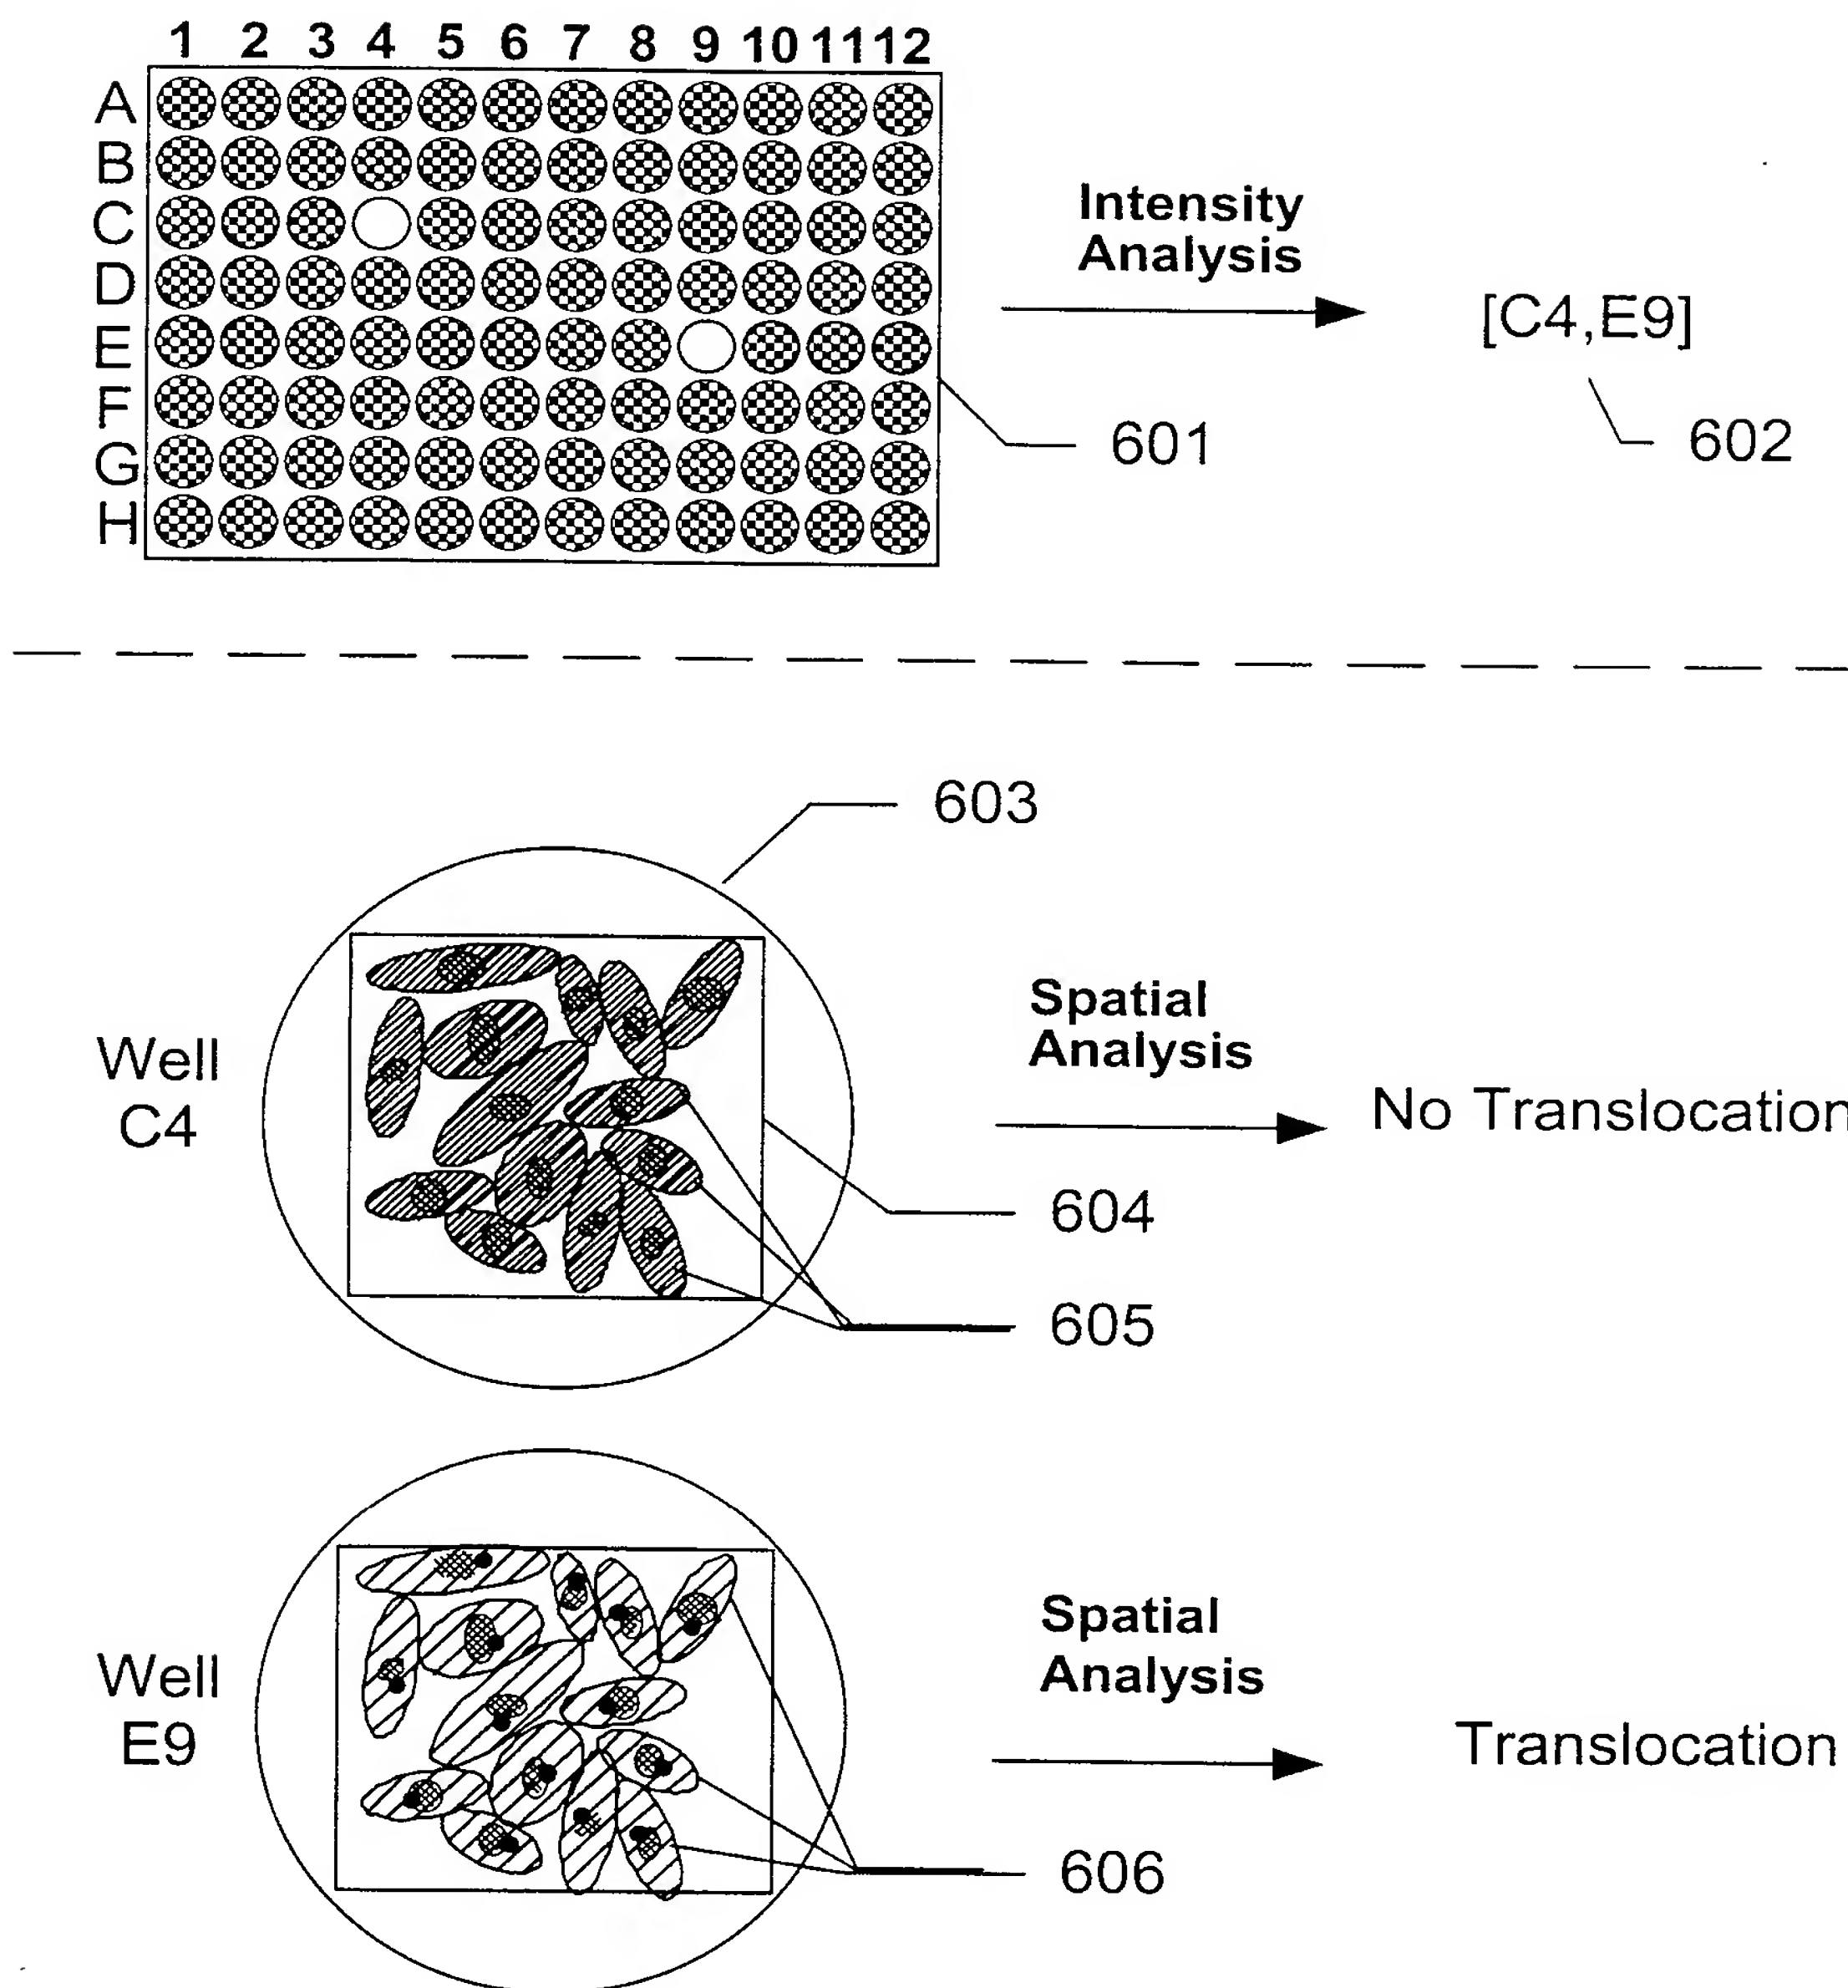 1 2 3 4 5 6 7 8 9 10 11 12
A
B
C
D
E
F
G
H
Intensity
Analysis
[C4,E9]
601
602
603
Well
C4
Spatial
Analysis
No Translocation
604
605
Well
E9
Spatial
Analysis
Translocation
606